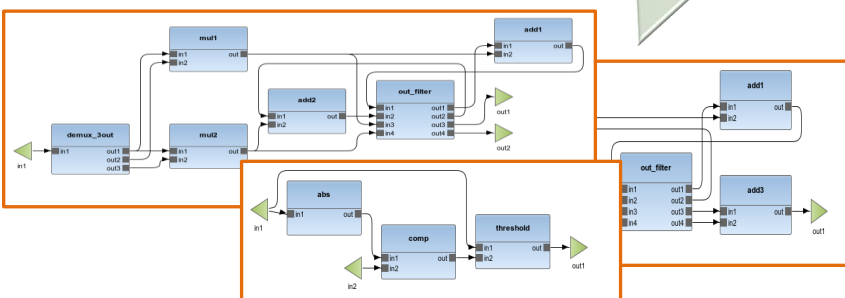 mul1
in1 out
in2
add1
in1 out
in2
demux_3out
in1 out1
out2
out3
in1
mul2
in1 out
in2
add2
in1 out
in2
out_filter
in1 out1
in2 out2
in3 out3
in4 out4
out1
out2
abs
in1 out
in1
comp
in1 out
in2
in2
threshold
in1 out
in2
out1
add1
in1 out
in2
out_filter
in1 out1
in2 out2
in3 out3
in4 out4
add3
in1 out
in2
out1